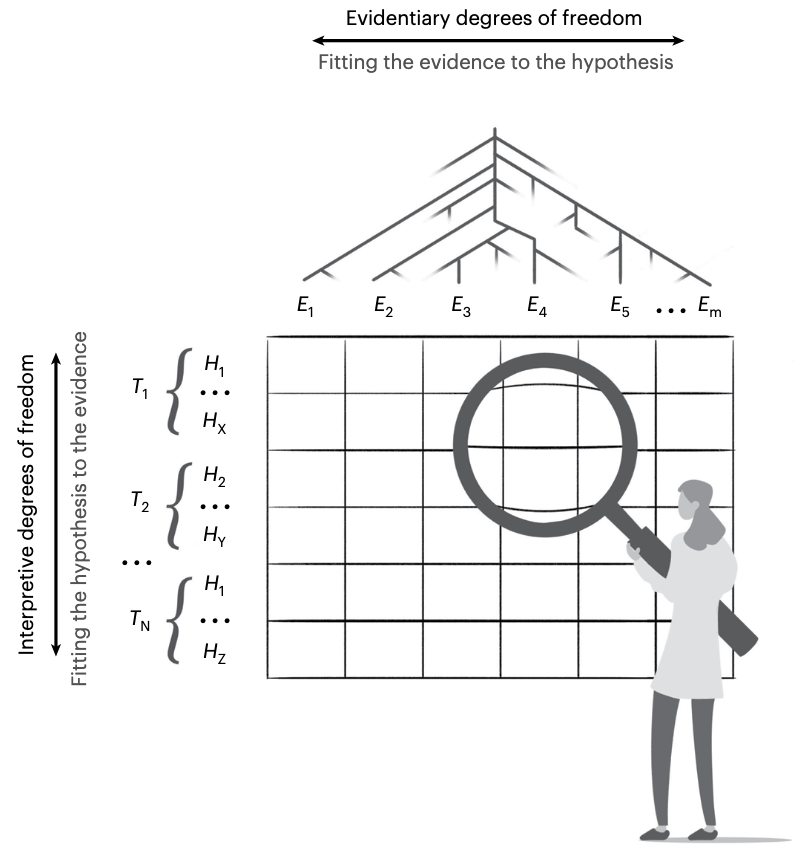 Evidentiary degrees of freedom
Fitting the evidence to the hypothesis
E1 E2 E3 E4 E5 ... Em
Interpretive degrees of freedom
Fitting the hypothesis to the evidence
T1 { H1
...
HX
T2 { H2
...
HY
...
TN { H1
...
HZ